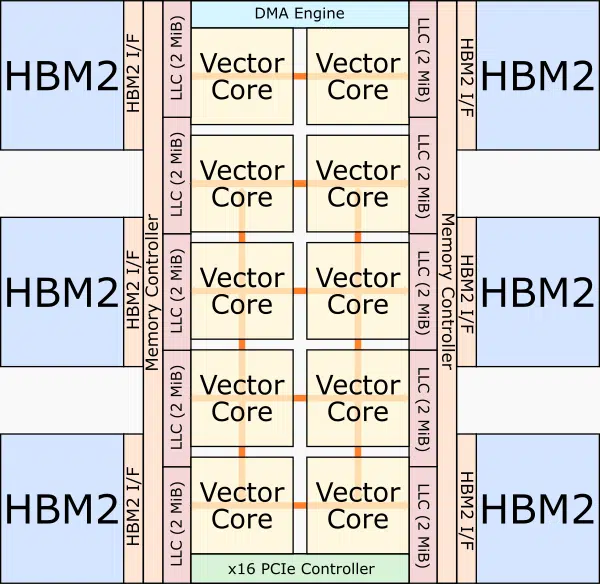 DMA Engine
HBM2
HBM2 I/F
LLC (2 MiB)
Vector
Core
Vector
Core
LLC (2 MiB)
HBM2 I/F
HBM2
LLC (2 MiB)
Vector
Core
Vector
Core
LLC (2 MiB)
HBM2
HBM2 I/F
Memory Controller
LLC (2 MiB)
Vector
Core
Vector
Core
LLC (2 MiB)
Memory Controller
HBM2 I/F
HBM2
LLC (2 MiB)
Vector
Core
Vector
Core
LLC (2 MiB)
HBM2
HBM2 I/F
LLC (2 MiB)
Vector
Core
Vector
Core
LLC (2 MiB)
HBM2 I/F
HBM2
x16 PCIe Controller